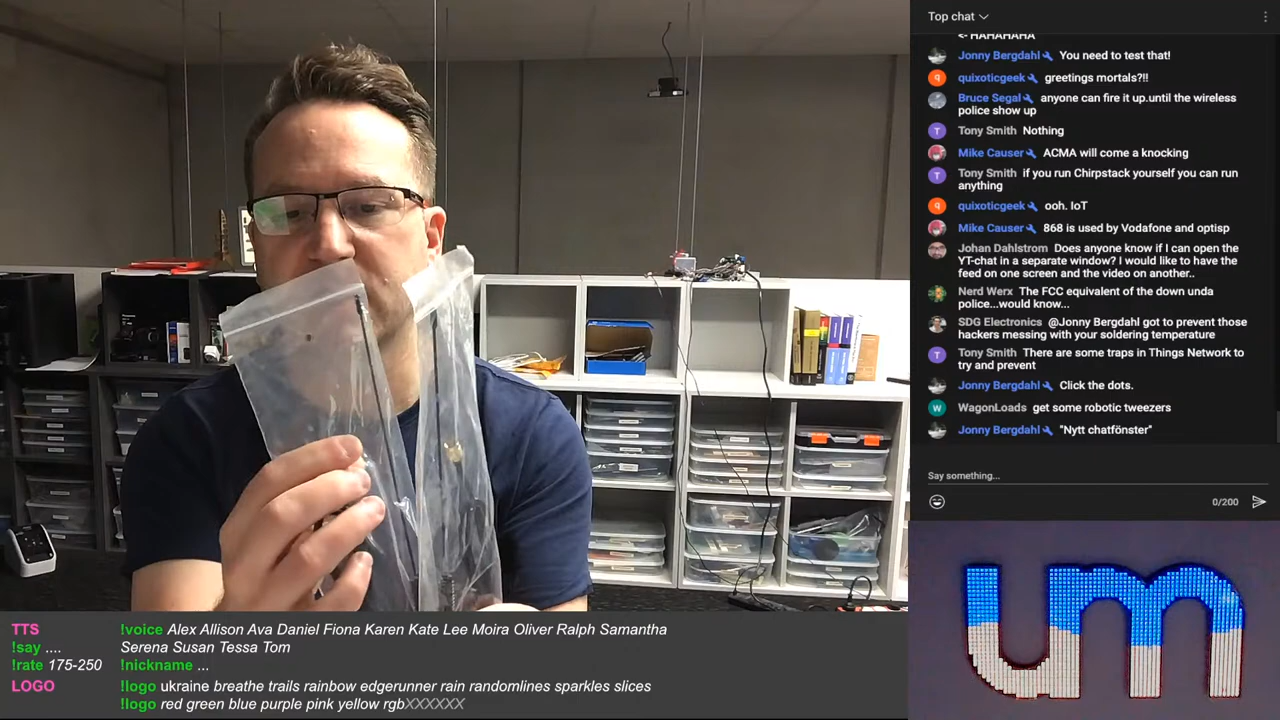 Top chat
<- HAHAHAHA
Jonny Bergdahl You need to test that!
q quixoticgeek greetings mortals?!!
Bruce Segal anyone can fire it up.until the wireless
police show up
T Tony Smith Nothing
Mike Causer ACMA will come a knocking
T Tony Smith if you run Chirpstack yourself you can run
anything
q quixoticgeek ooh. IoT
Mike Causer 868 is used by Vodafone and optisp
Johan Dahlstrom Does anyone know if I can open the
YT-chat in a separate window? I would like to have the
feed on one screen and the video on another..
Nerd Werx The FCC equivalent of the down unda
police...would know...
SDG Electronics @Jonny Bergdahl got to prevent those
hackers messing with your soldering temperature
T Tony Smith There are some traps in Things Network to
try and prevent
Jonny Bergdahl Click the dots.
W WagonLoads get some robotic tweezers
Jonny Bergdahl "Nytt chatfönster"
Say something...
0/200
um
TTS !voice Alex Allison Ava Daniel Fiona Karen Kate Lee Moira Oliver Ralph Samantha
!say .... Serena Susan Tessa Tom
!rate 175-250 !nickname ...
LOGO !logo ukraine breathe trails rainbow edgerunner rain randomlines sparkles slices
!logo red green blue purple pink yellow rgbXXXXXX